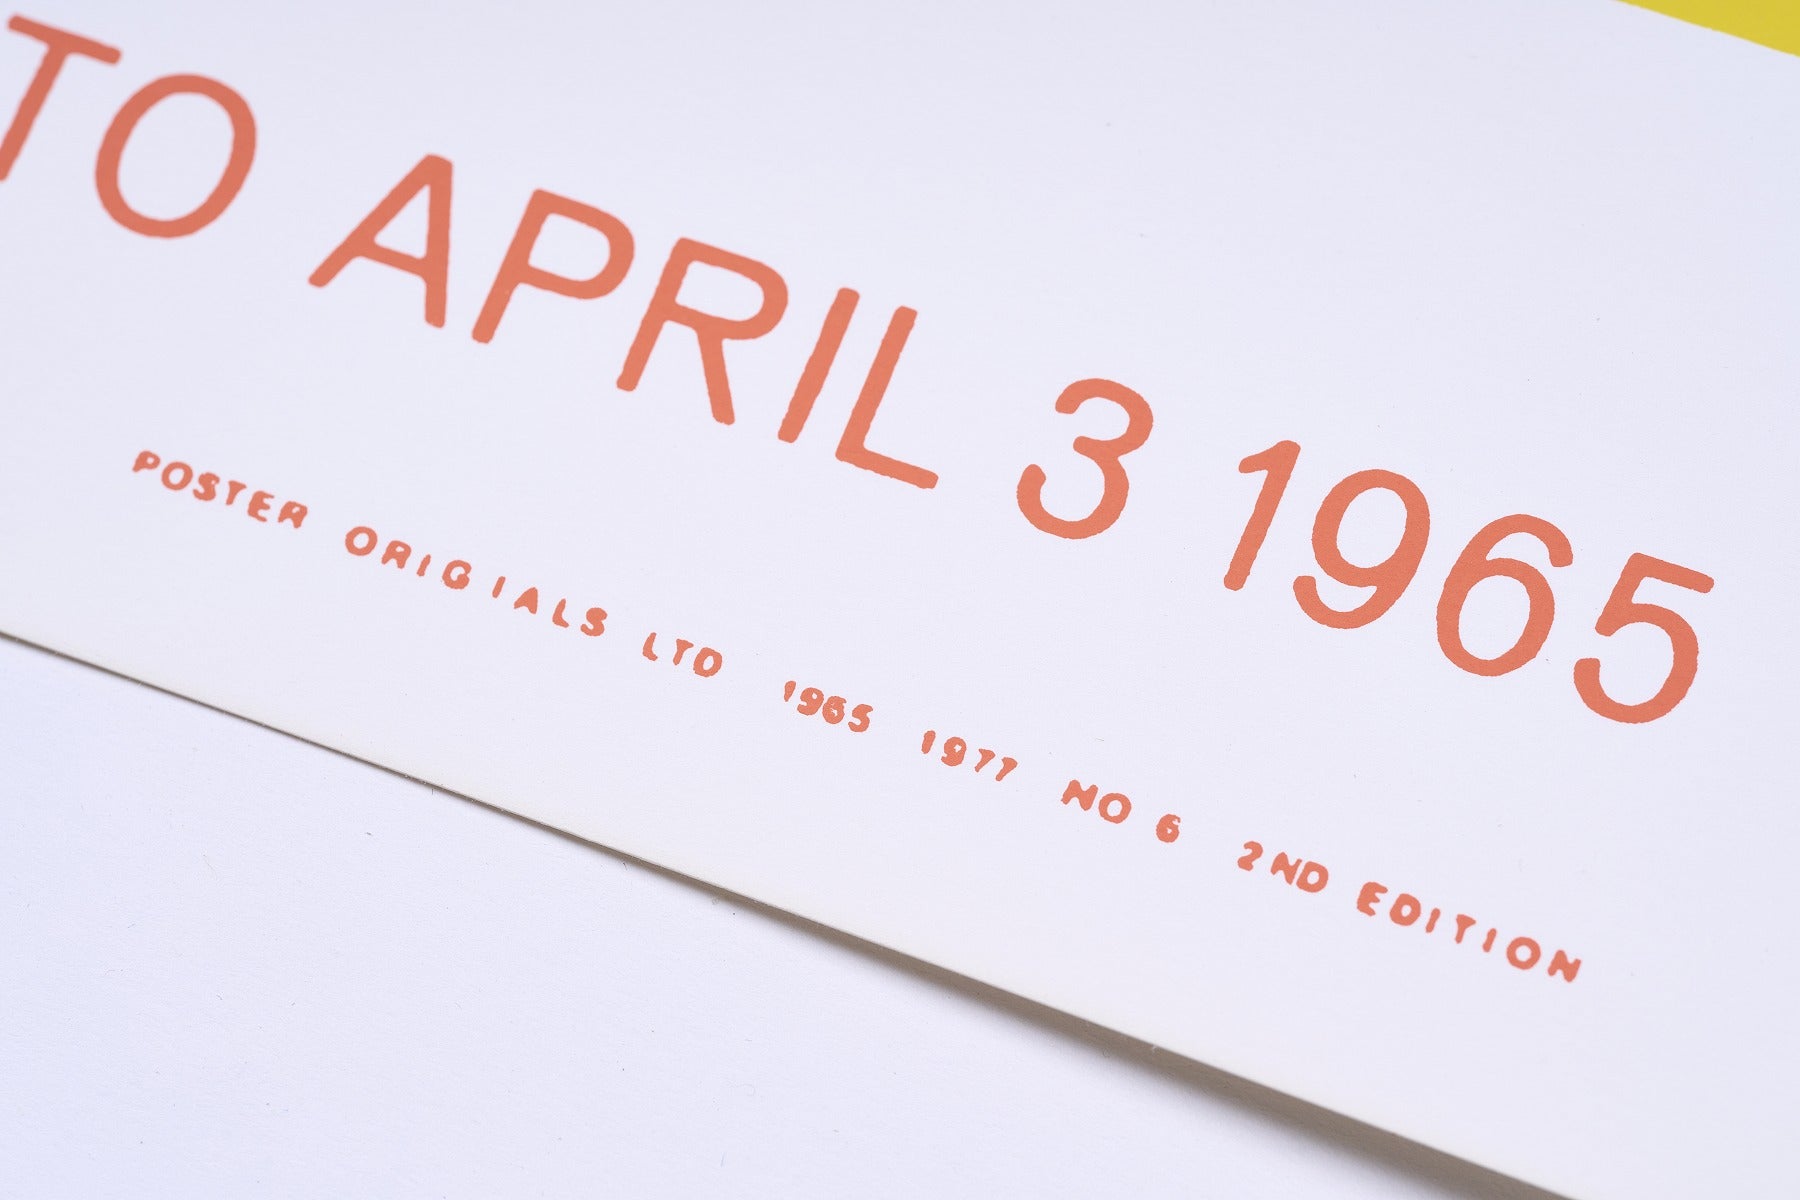 TO APRIL 3 1965
POSTER ORIGIALS LTD 1965 1977 NO 6 2ND EDITION